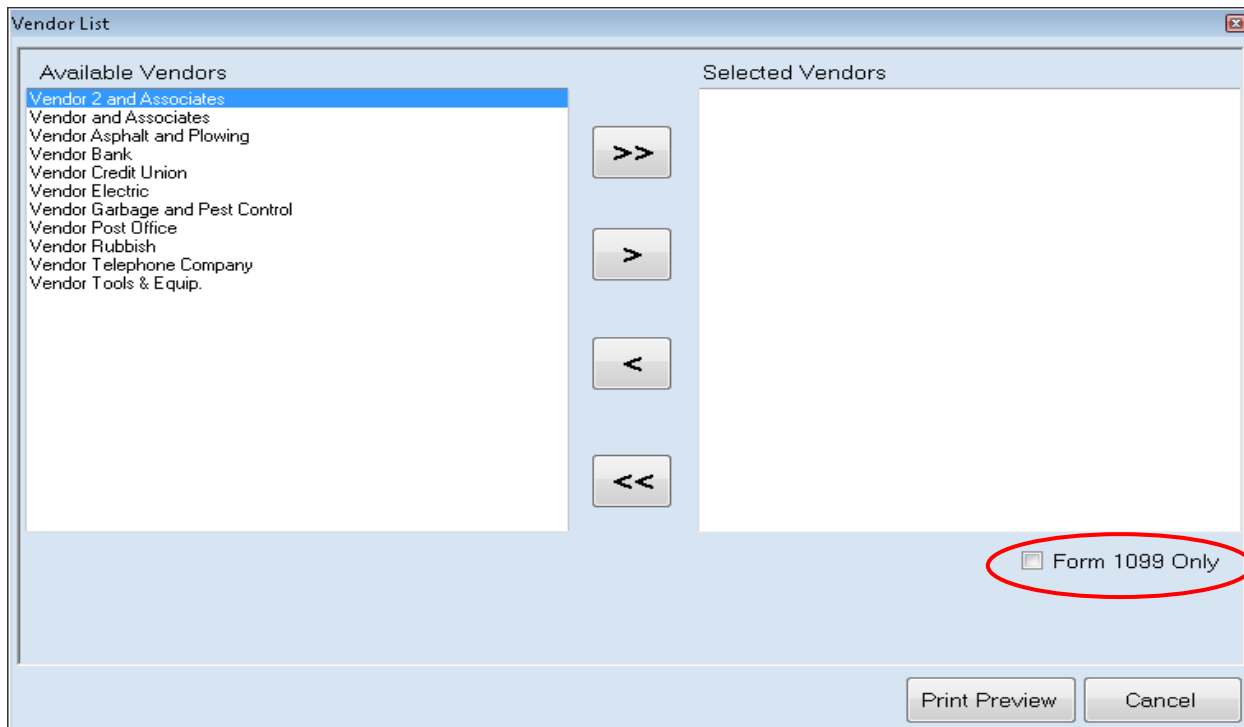 Vendor List
Available Vendors
Selected Vendors
Vendor 2 and Associates
Vendor and Associates
Vendor Asphalt and Plowing
Vendor Bank
Vendor Credit Union
Vendor Electric
Vendor Garbage and Pest Control
Vendor Post Office
Vendor Rubbish
Vendor Telephone Company
Vendor Tools & Equip.
>>
>
<
<<
Form 1099 Only
Print Preview
Cancel